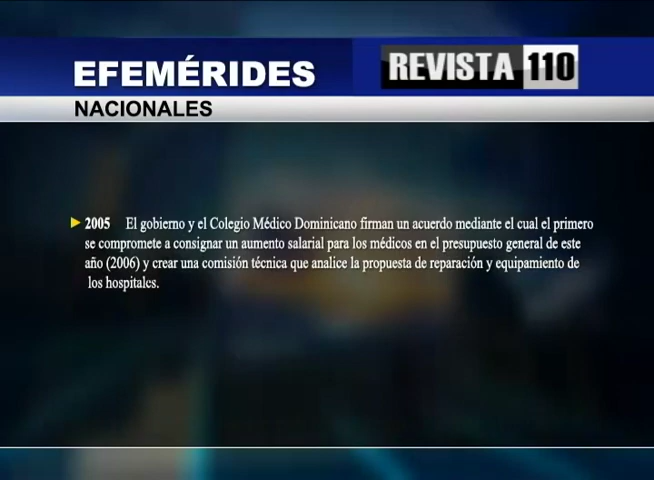 EFEMÉRIDES
REVISTA 110
NACIONALES
2005 El gobierno y el Colegio Médico Dominicano firman un acuerdo mediante el cual el primero
se compromete a consignar un aumento salarial para los médicos en el presupuesto general de este
año (2006) y crear una comisión técnica que analice la propuesta de reparación y equipamiento de
los hospitales.